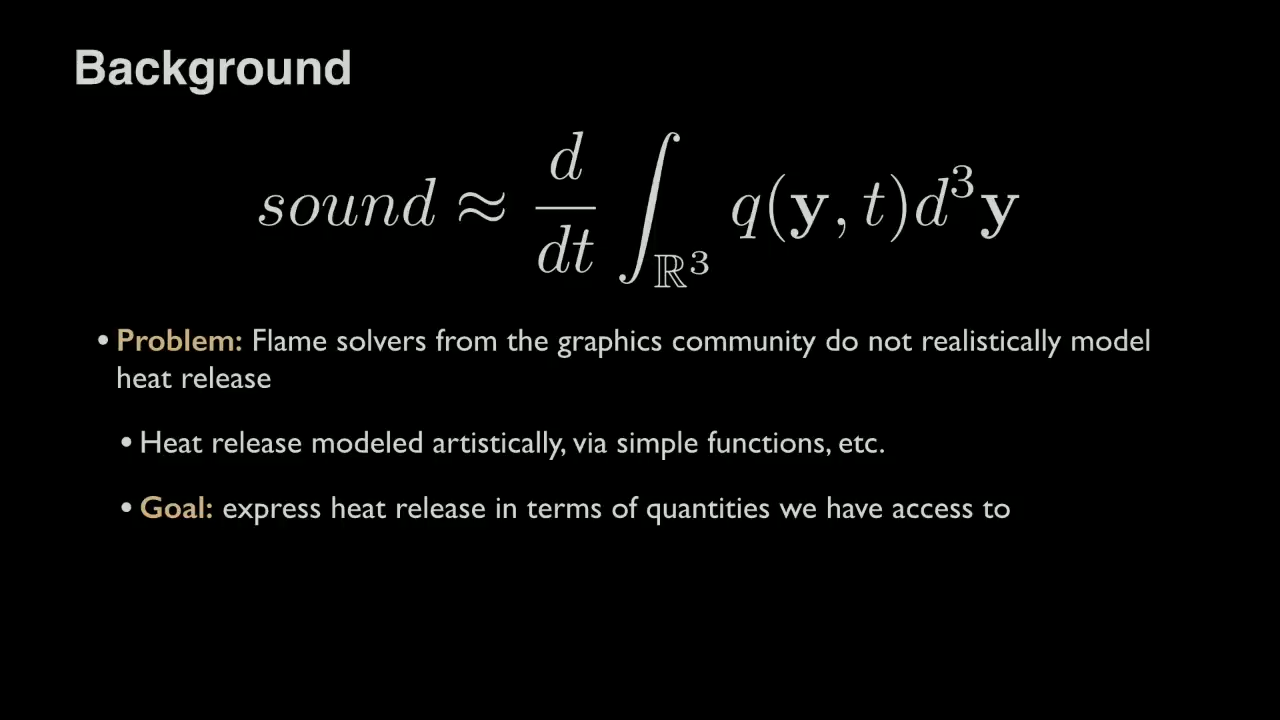 Background
sound ≈ d/dt ∫_{ℝ³} q(𝐲, t)d³𝐲
• Problem: Flame solvers from the graphics community do not realistically model
heat release
• Heat release modeled artistically, via simple functions, etc.
• Goal: express heat release in terms of quantities we have access to